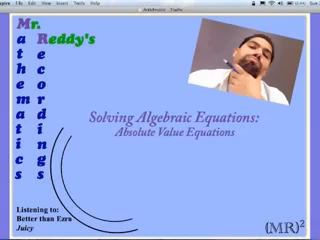 Mr.
Reddy's
Mathematics
Recordings
Solving Algebraic Equations:
Absolute Value Equations
Listening to:
Better than Ezra
Juicy
(MR)²